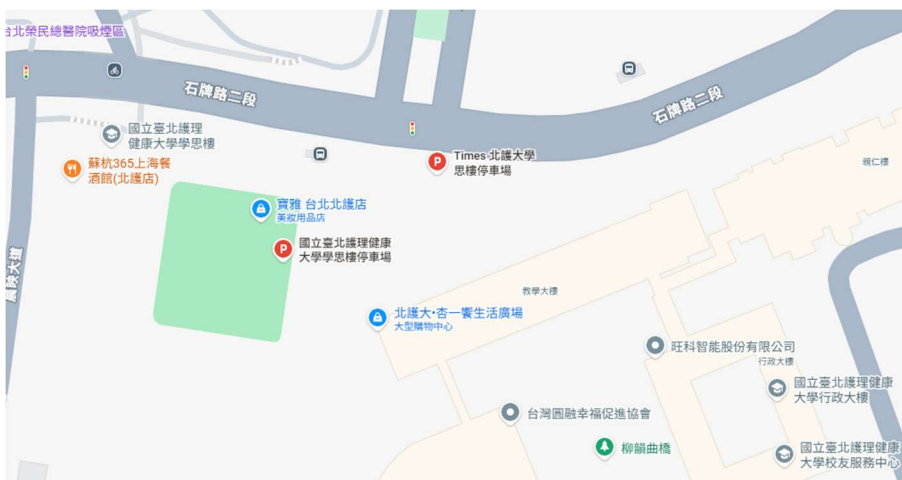 台北榮民總醫院吸煙區
石牌路二段
石牌路二段
國立臺北護理
健康大學學思樓
蘇杭365上海餐
酒館(北護店)
P
Times 北護大學
思樓停車場
親仁樓
寶雅 台北北護店
美妝用品店
P
國立臺北護理健康
大學學思樓停車場
教學大樓
北護大•杏一饗生活廣場
大型購物中心
旺科智能股份有限公司
行政大樓
國立臺北護理健康
大學行政大樓
台灣圓融幸福促進協會
柳韻曲橋
國立臺北護理健康
大學校友服務中心